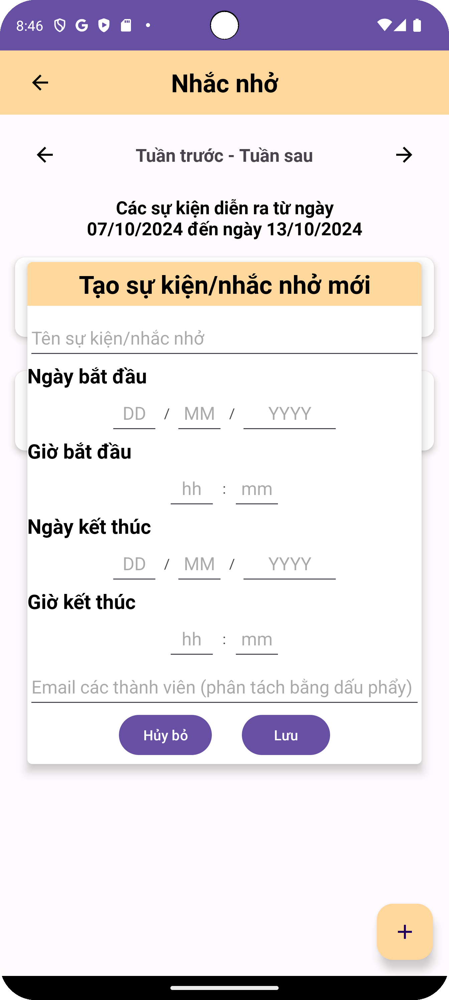 8:46
Nhắc nhở
Tuần trước - Tuần sau
Các sự kiện diễn ra từ ngày
07/10/2024 đến ngày 13/10/2024
Tạo sự kiện/nhắc nhở mới
Tên sự kiện/nhắc nhở
Ngày bắt đầu
DD / MM / YYYY
Giờ bắt đầu
hh : mm
Ngày kết thúc
DD / MM / YYYY
Giờ kết thúc
hh : mm
Email các thành viên (phân tách bằng dấu phẩy)
Hủy bỏ Lưu